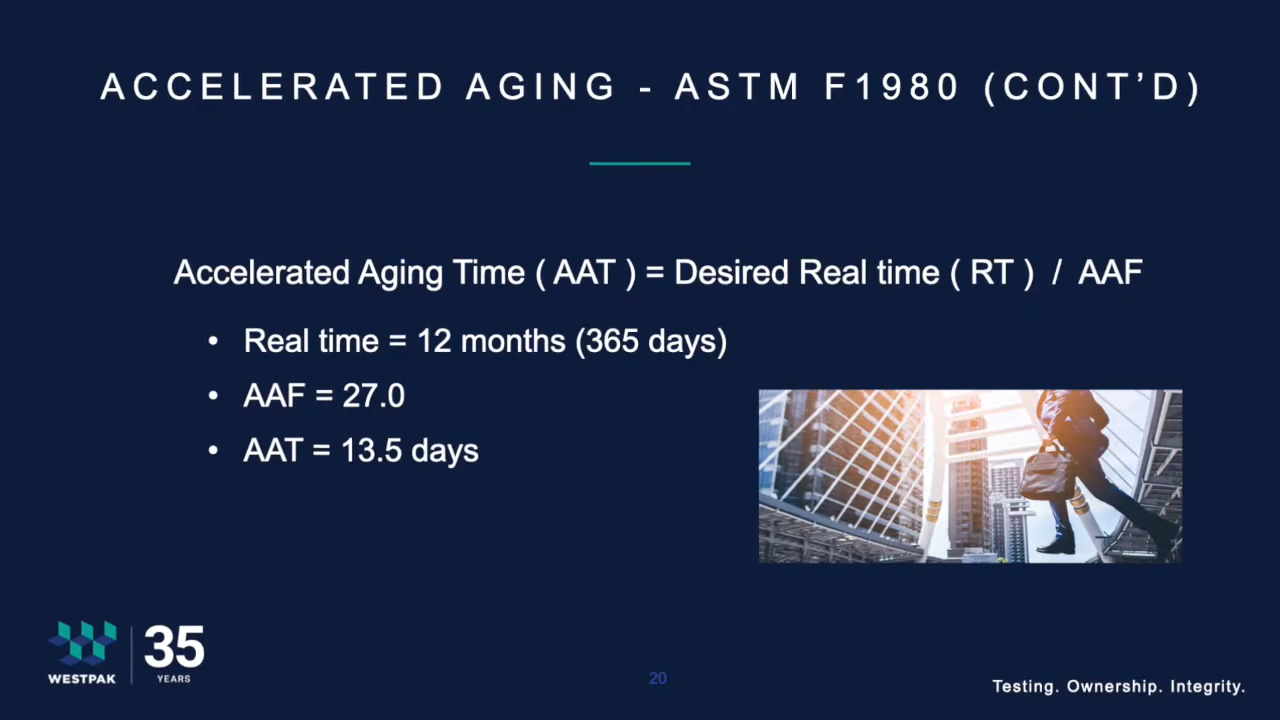 ACCELERATED AGING - ASTM F1980 (CONT'D)
Accelerated Aging Time ( AAT ) = Desired Real time ( RT ) / AAF
• Real time = 12 months (365 days)
• AAF = 27.0
• AAT = 13.5 days
35
WESTPAK YEARS
20
Testing. Ownership. Integrity.